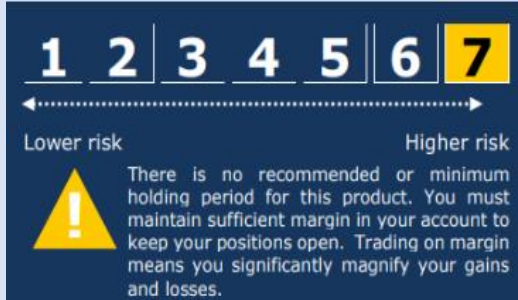 1 2 3 4 5 6 7
Lower risk Higher risk
There is no recommended or minimum
holding period for this product. You must
maintain sufficient margin in your account to
keep your positions open. Trading on margin
means you significantly magnify your gains
and losses.